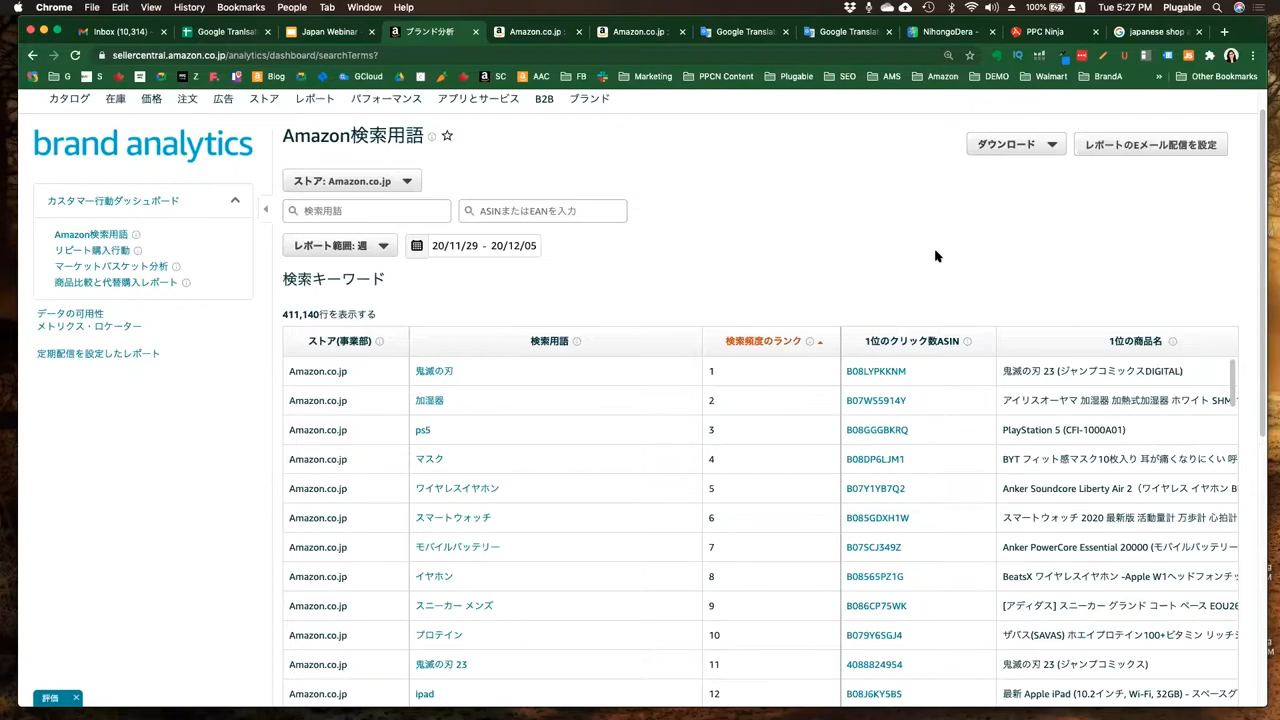 Chrome File Edit View History Bookmarks Profiles Tab Window Help
100% A Tue 5:27 PM Plugable
Inbox (10,314) -
Google Translat
Japan Webinar
ブランド分析
Amazon.co.jp :
Amazon.co.jp :
Google Translat
Google Translat
NihongoDera -
PPC Ninja
japanese shop a
sellercentral.amazon.co.jp/analytics/dashboard/searchTerms?
Blog GCloud SC AAC FB Marketing PPCN Content Plugable SEO AMS Amazon DEMO Walmart BrandA » Other Bookmarks
カタログ 在庫 価格 注文 広告 ストア レポート パフォーマンス アプリとサービス B2B ブランド
brand analytics
Amazon検索用語
ダウンロード
レポートのEメール配信を設定
カスタマー行動ダッシュボード
Amazon検索用語
リピート購入行動
マーケットバスケット分析
商品比較と代替購入レポート
データの可用性
メトリクス・ロケーター
定期配信を設定したレポート
ストア: Amazon.co.jp
検索用語
ASINまたはEANを入力
レポート範囲: 週
20/11/29 - 20/12/05
検索キーワード
411,140行を表示する
ストア(事業部) 検索用語 検索頻度のランク 1位のクリック数ASIN 1位の商品名
Amazon.co.jp 鬼滅の刃 1 B08LYPKKNM 鬼滅の刃 23 (ジャンプコミックスDIGITAL)
Amazon.co.jp 加湿器 2 B07WS5914Y アイリスオーヤマ 加湿器 加熱式加湿器 ホワイト SHM
Amazon.co.jp ps5 3 B08GGGBKRQ PlayStation 5 (CFI-1000A01)
Amazon.co.jp マスク 4 B08DP6LJM1 BYT フィット感マスク10枚入り 耳が痛くなりにくい 呼
Amazon.co.jp ワイヤレスイヤホン 5 B07Y1YB7Q2 Anker Soundcore Liberty Air 2（ワイヤレス イヤホン B
Amazon.co.jp スマートウォッチ 6 B085GDXH1W スマートウォッチ 2020 最新版 活動量計 万歩計 心拍計
Amazon.co.jp モバイルバッテリー 7 B07SCJ349Z Anker PowerCore Essential 20000 (モバイルバッテリー
Amazon.co.jp イヤホン 8 B08565PZ1G BeatsX ワイヤレスイヤホン -Apple W1ヘッドフォンチッ
Amazon.co.jp スニーカー メンズ 9 B086CP75WK [アディダス] スニーカー グランド コート ベース EOU26
Amazon.co.jp プロテイン 10 B079Y6SGJ4 ザバス(SAVAS) ホエイプロテイン100+ビタミン リッチシ
Amazon.co.jp 鬼滅の刃 23 11 4088824954 鬼滅の刃 23 (ジャンプコミックス)
Amazon.co.jp ipad 12 B08J6KY5BS 最新 Apple iPad (10.2インチ, Wi-Fi, 32GB) - スペースグ
評価 ×